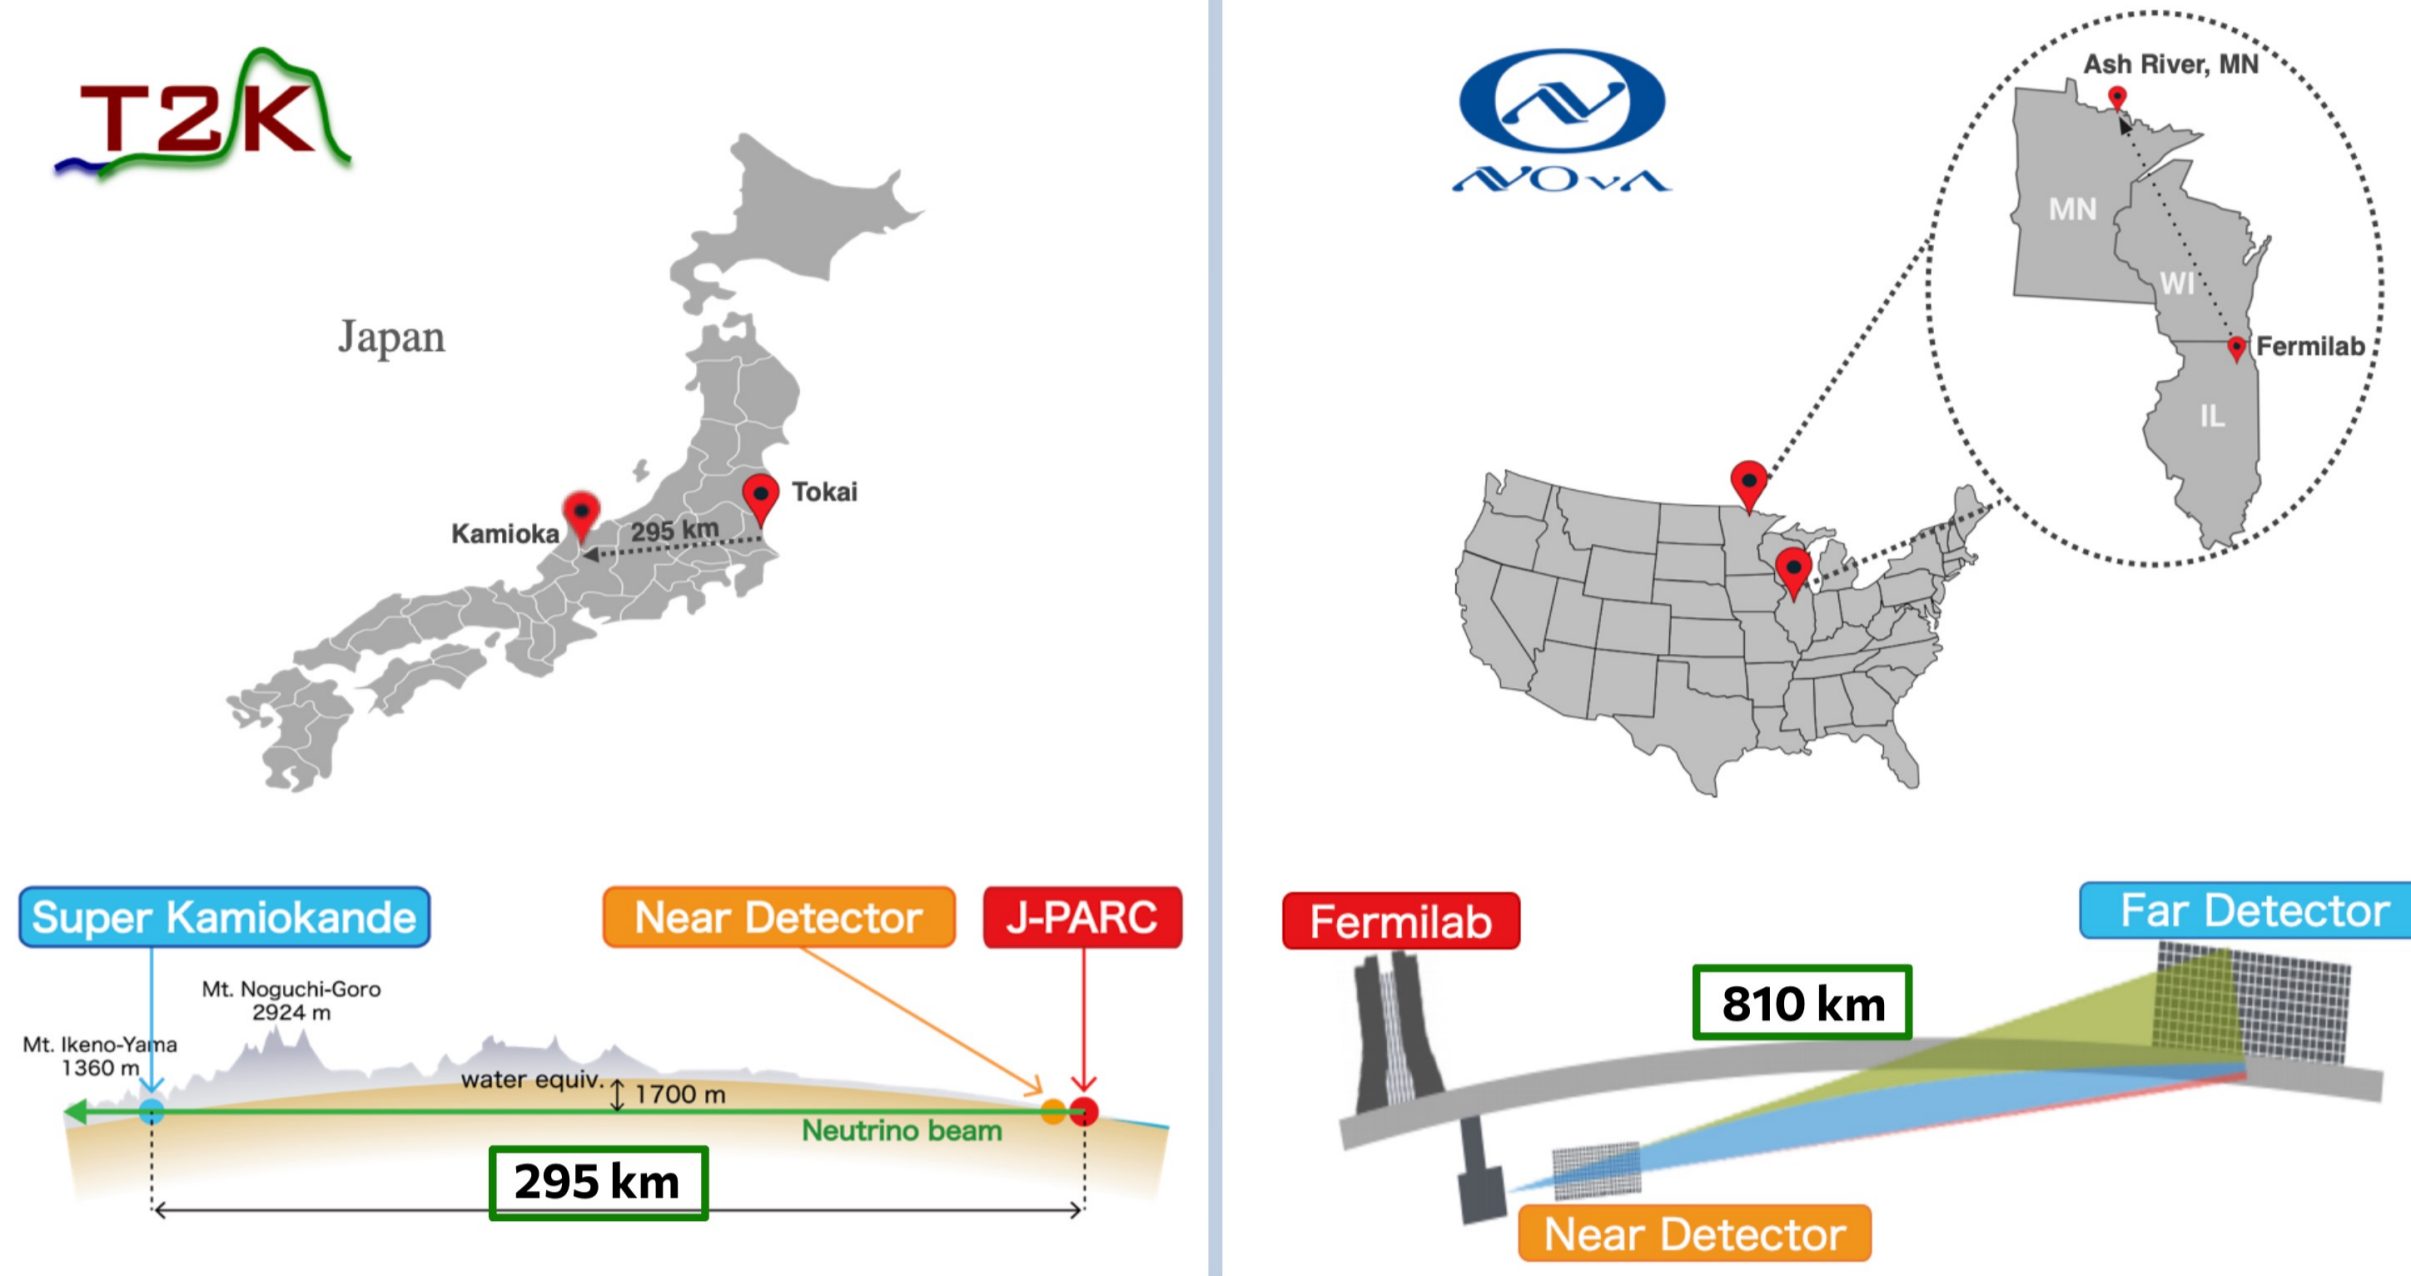 T2K
Japan
Kamioka
295 km
Tokai
Super Kamiokande
Near Detector
J-PARC
Mt. Noguchi-Goro
2924 m
Mt. Ikeno-Yama
1360 m
water equiv.
1700 m
Neutrino beam
295 km
NOvA
Ash River, MN
MN
WI
Fermilab
IL
Fermilab
Far Detector
810 km
Near Detector